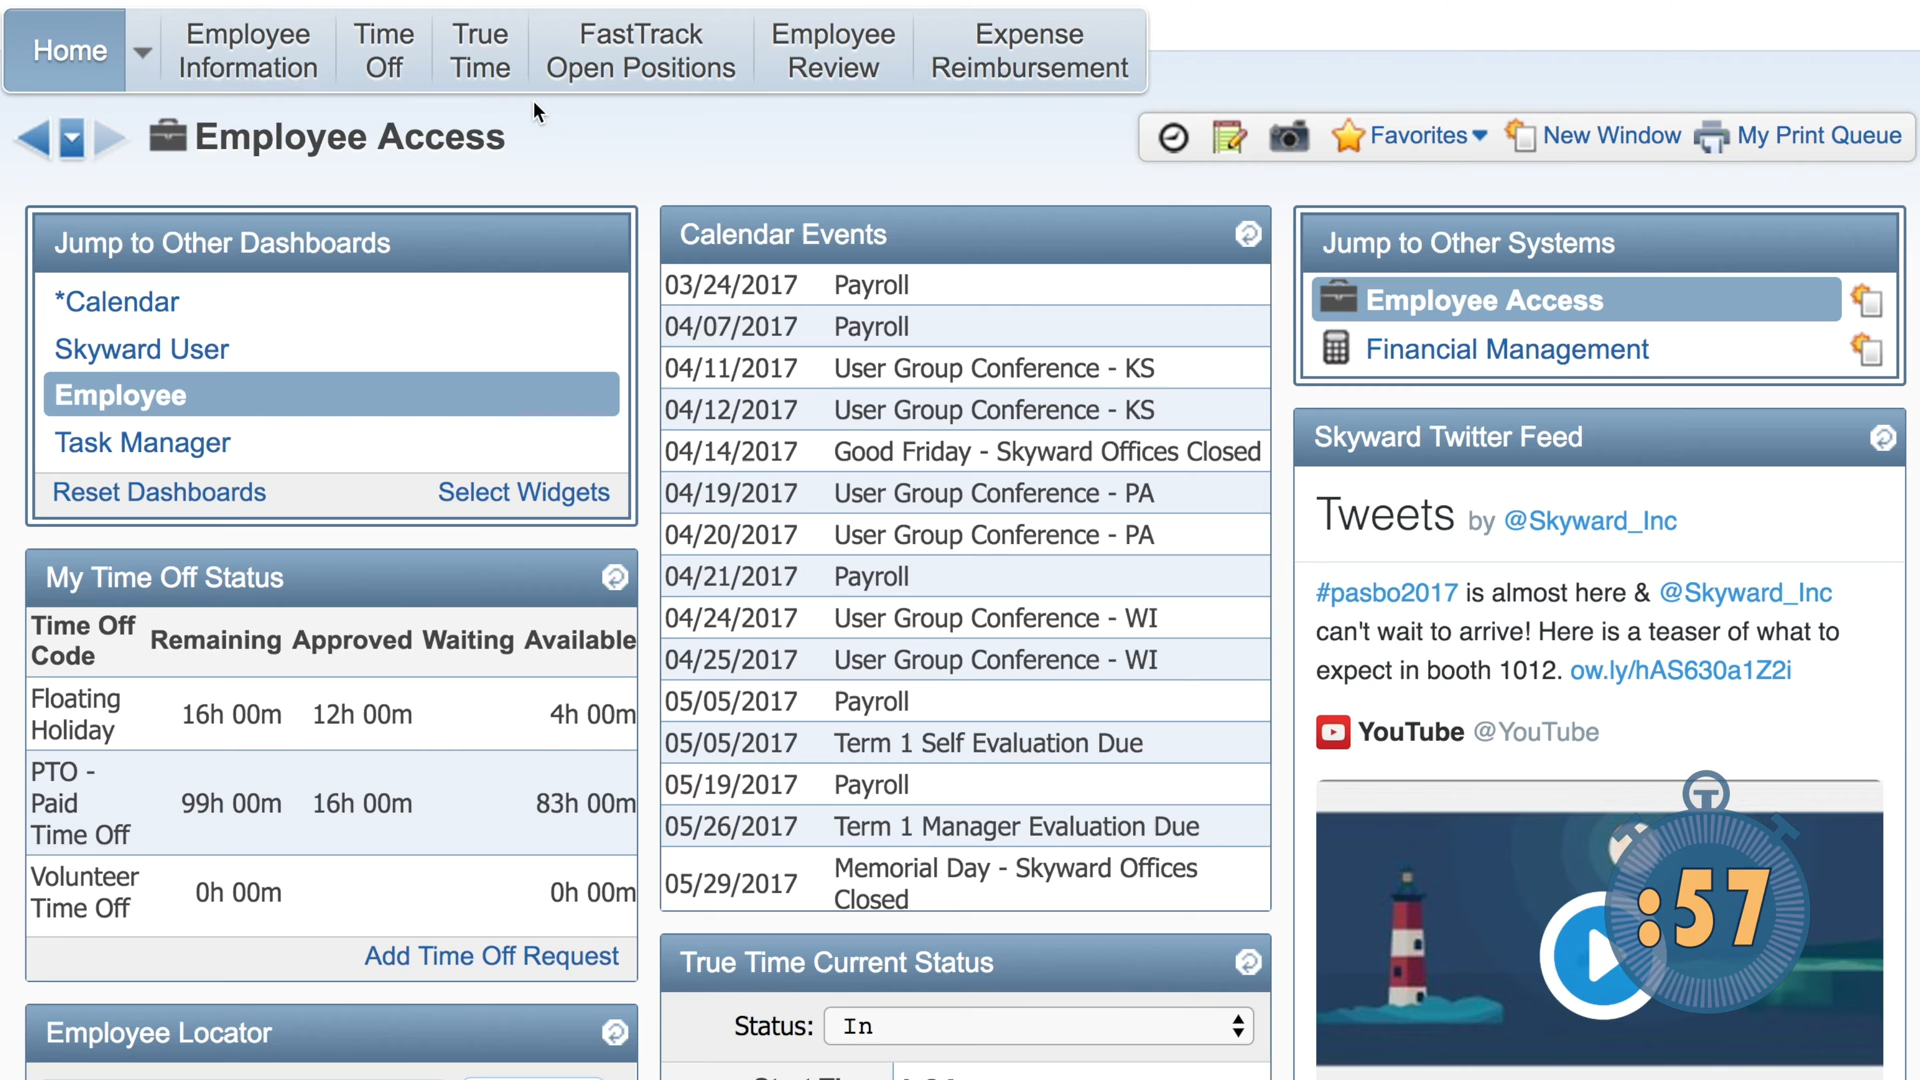 Home
Employee Information
Time Off
True Time
FastTrack Open Positions
Employee Review
Expense Reimbursement
Employee Access
Favorites
New Window
My Print Queue
Jump to Other Dashboards
*Calendar
Skyward User
Employee
Task Manager
Reset Dashboards Select Widgets
My Time Off Status
Time Off Code Remaining Approved Waiting Available
Floating Holiday 16h 00m 12h 00m 4h 00m
PTO - Paid Time Off 99h 00m 16h 00m 83h 00m
Volunteer Time Off 0h 00m 0h 00m
Add Time Off Request
Employee Locator
Calendar Events
03/24/2017 Payroll
04/07/2017 Payroll
04/11/2017 User Group Conference - KS
04/12/2017 User Group Conference - KS
04/14/2017 Good Friday - Skyward Offices Closed
04/19/2017 User Group Conference - PA
04/20/2017 User Group Conference - PA
04/21/2017 Payroll
04/24/2017 User Group Conference - WI
04/25/2017 User Group Conference - WI
05/05/2017 Payroll
05/05/2017 Term 1 Self Evaluation Due
05/19/2017 Payroll
05/26/2017 Term 1 Manager Evaluation Due
05/29/2017 Memorial Day - Skyward Offices Closed
True Time Current Status
Status: In
Jump to Other Systems
Employee Access
Financial Management
Skyward Twitter Feed
Tweets by @Skyward_Inc
#pasbo2017 is almost here & @Skyward_Inc
can't wait to arrive! Here is a teaser of what to
expect in booth 1012. ow.ly/hAS630a1Z2i
YouTube @YouTube
:57